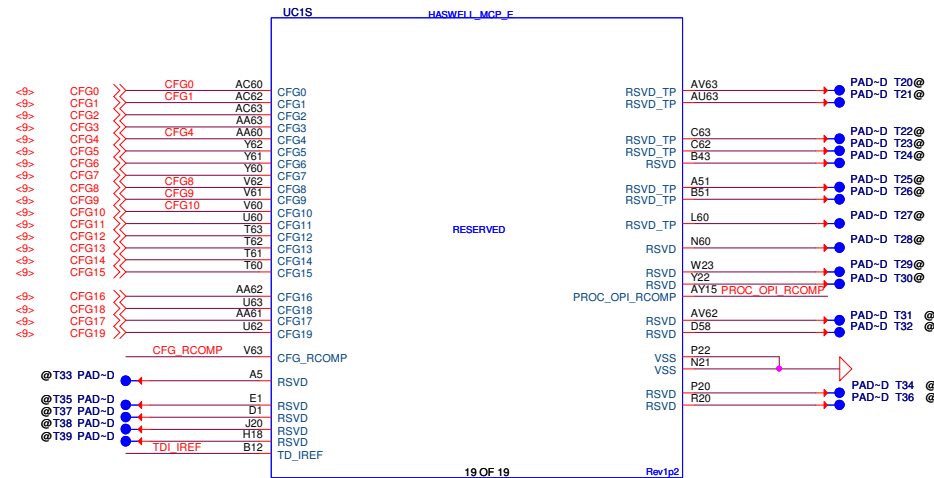 UC1S HASWELL_MCP_E
<9> CFG0 CFG0 AC60 CFG0 RSVD_TP AV63 PAD~D T20@
<9> CFG1 CFG1 AC62 CFG1 RSVD_TP AU63 PAD~D T21@
<9> CFG2 AC63 CFG2
<9> CFG3 AA63 CFG3
<9> CFG4 CFG4 AA60 CFG4 RSVD_TP C63 PAD~D T22@
<9> CFG5 Y62 CFG5 RSVD_TP C62 PAD~D T23@
<9> CFG6 Y61 CFG6 RSVD B43 PAD~D T24@
<9> CFG7 Y60 CFG7
<9> CFG8 CFG8 V62 CFG8 RSVD_TP A51 PAD~D T25@
<9> CFG9 CFG9 V61 CFG9 RSVD_TP B51 PAD~D T26@
<9> CFG10 CFG10 V60 CFG10
<9> CFG11 U60 CFG11 RSVD_TP L60 PAD~D T27@
<9> CFG12 T63 CFG12
RESERVED
<9> CFG13 T62 CFG13 RSVD N60 PAD~D T28@
<9> CFG14 T61 CFG14
<9> CFG15 T60 CFG15 RSVD W23 PAD~D T29@
RSVD Y22 PAD~D T30@
<9> CFG16 AA62 CFG16 PROC_OPI_RCOMP AY15 PROC_OPI_RCOMP
<9> CFG18 U63 CFG18
<9> CFG17 AA61 CFG17 RSVD AV62 PAD~D T31 @
<9> CFG19 U62 CFG19 RSVD D58 PAD~D T32 @
CFG_RCOMP V63 CFG_RCOMP VSS P22
VSS N21
@T33 PAD~D A5 RSVD
RSVD P20 PAD~D T34 @
@T35 PAD~D E1 RSVD RSVD R20 PAD~D T36 @
@T37 PAD~D D1 RSVD
@T38 PAD~D J20 RSVD
@T39 PAD~D H18 RSVD
TDI_IREF B12 TD_IREF
19 OF 19 Rev1p2